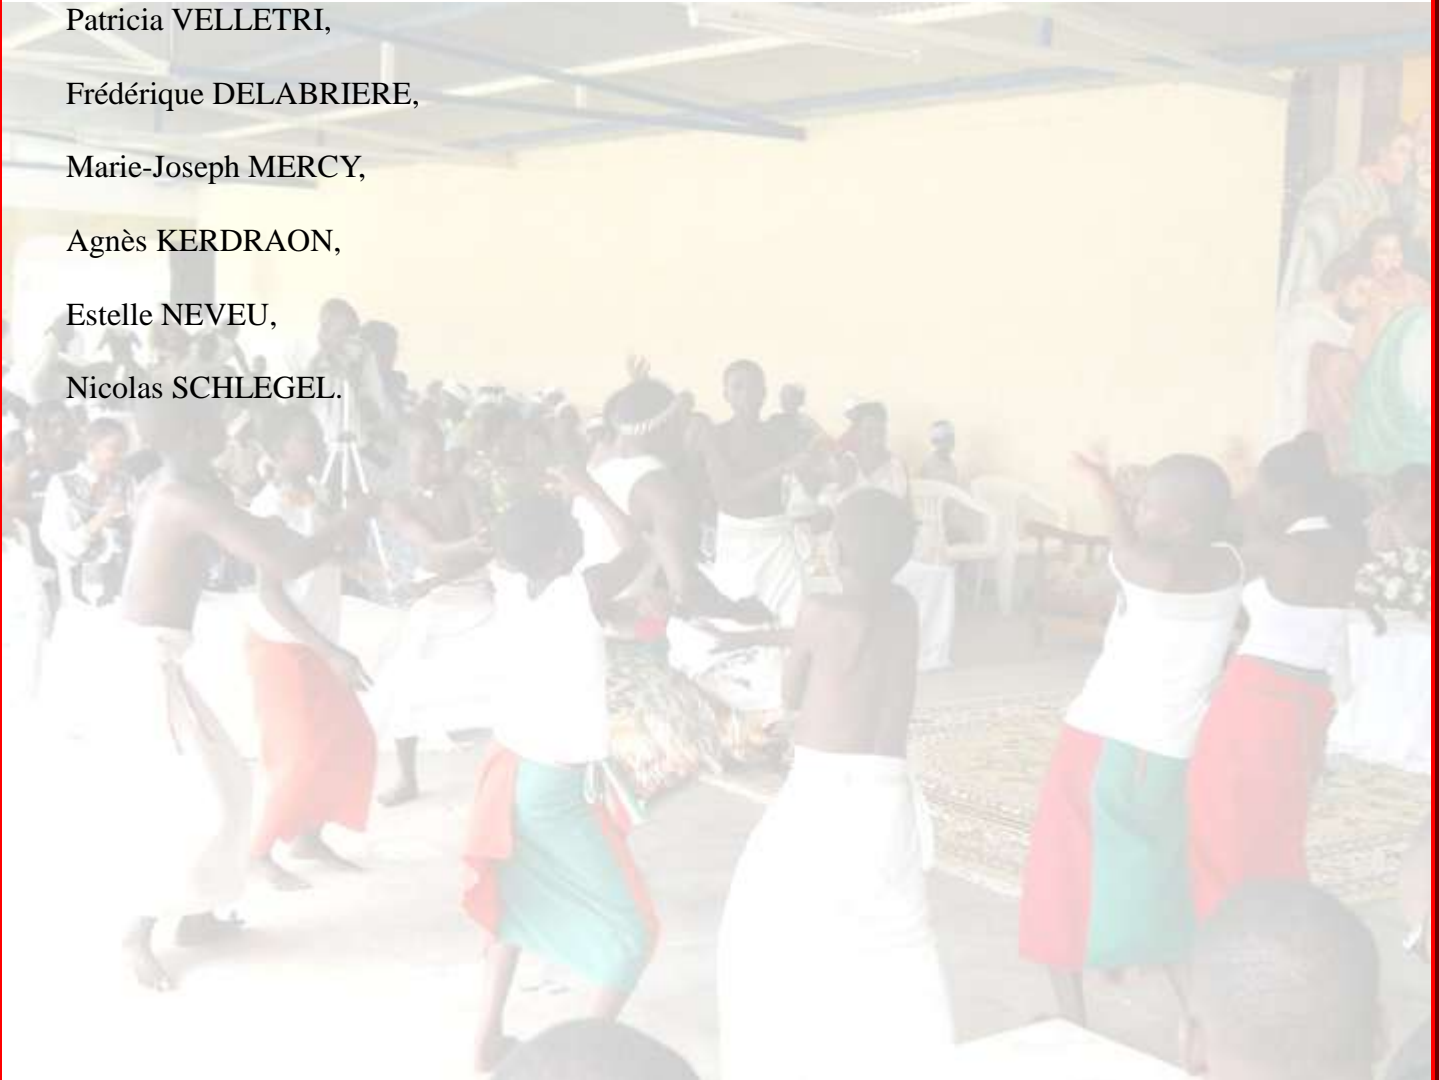 Patricia VELLETRI,
Frédérique DELABRIERE,
Marie-Joseph MERCY,
Agnès KERDRAON,
Estelle NEVEU,
Nicolas SCHLEGEL.